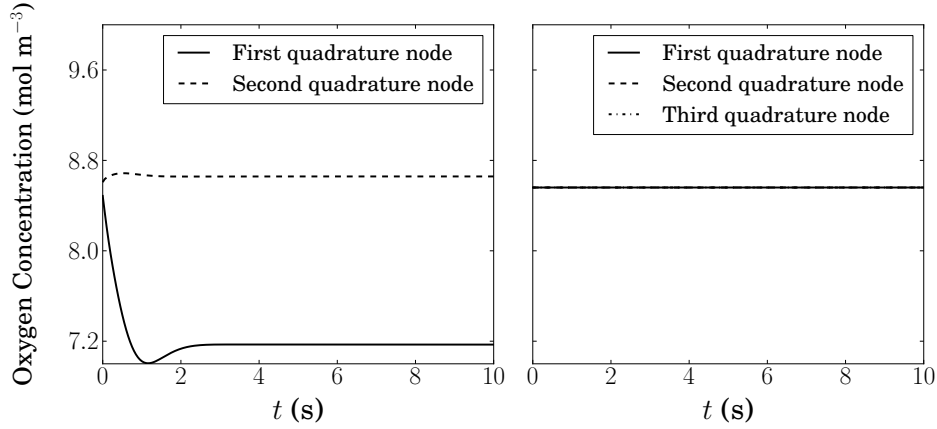 Oxygen Concentration (mol m⁻³)
9.6
8.8
8.0
7.2
First quadrature node
Second quadrature node
0 2 4 6 8 10
t (s)
First quadrature node
Second quadrature node
Third quadrature node
0 2 4 6 8 10
t (s)